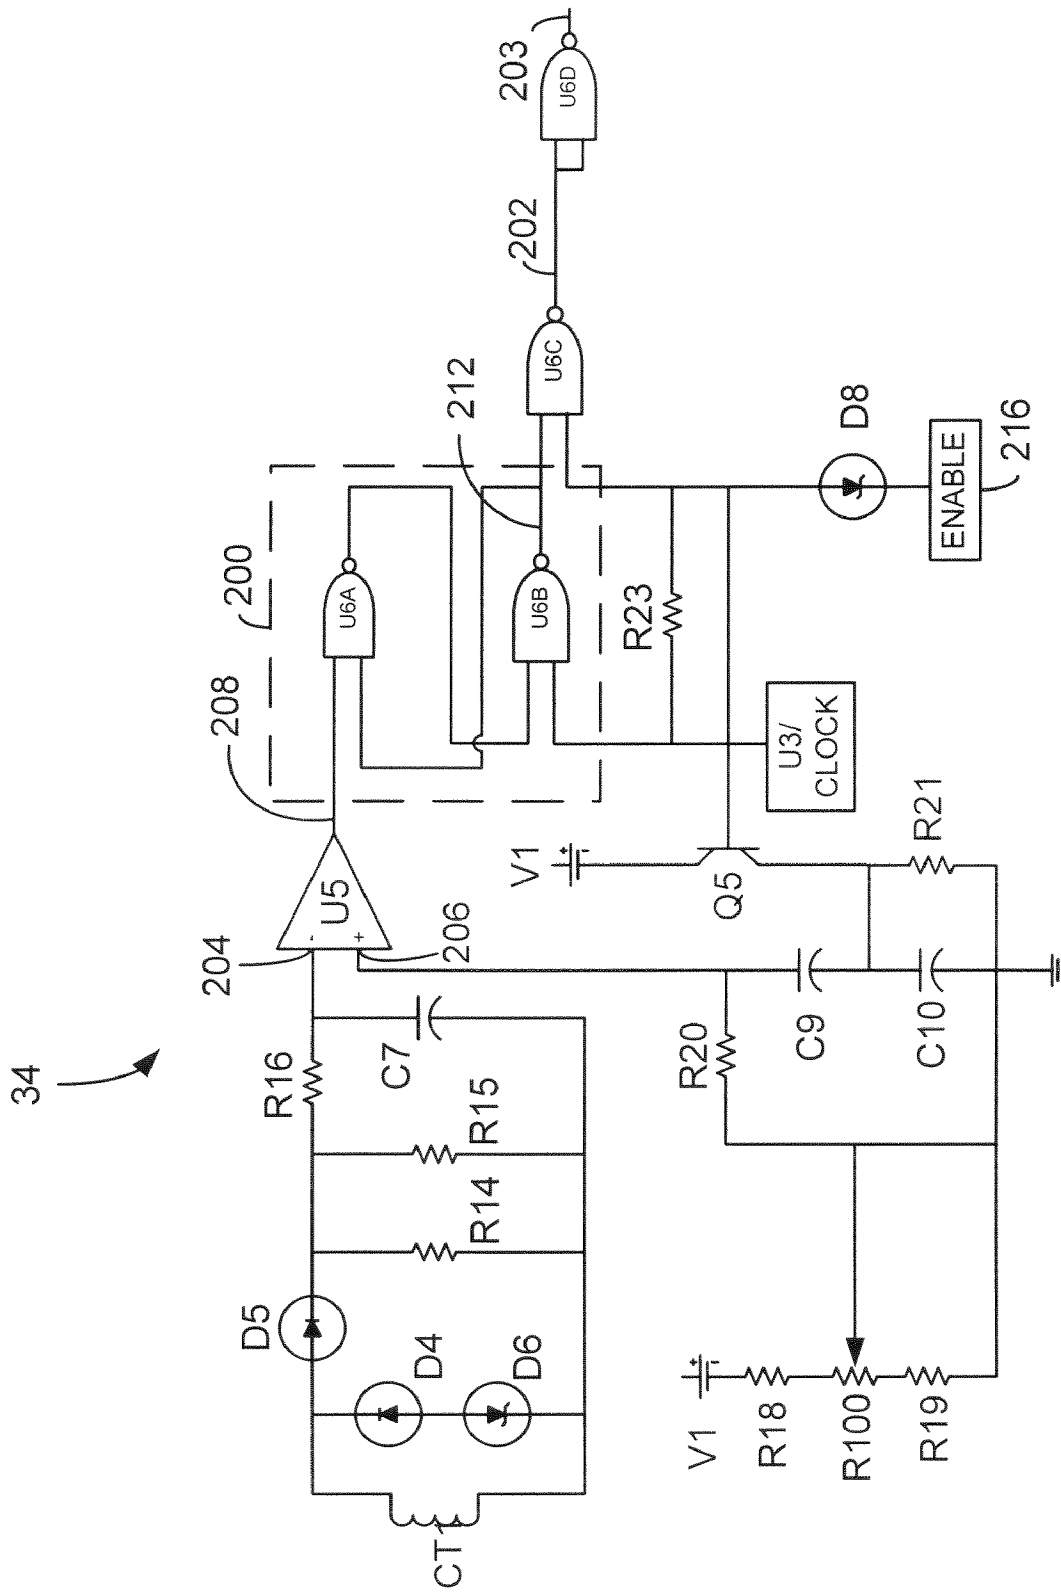 34
CT1
D5
D4
D6
R14
R15
R16
C7
204
206
U5
208
200
U6A
U6B
212
U6C
202
U6D
203
V1
R18
R100
R19
R20
C9
C10
V1
Q5
R21
U3/
CLOCK
R23
D8
ENABLE
216
-
+